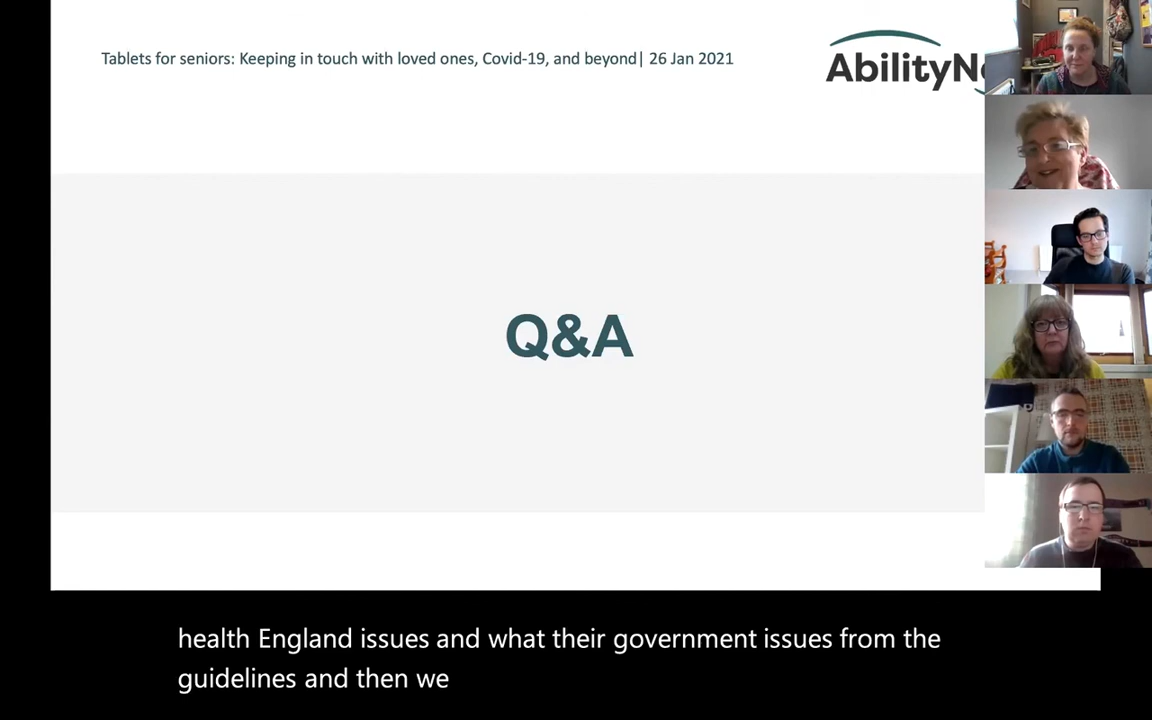 Tablets for seniors: Keeping in touch with loved ones, Covid-19, and beyond| 26 Jan 2021
AbilityN
Q&A
health England issues and what their government issues from the
guidelines and then we